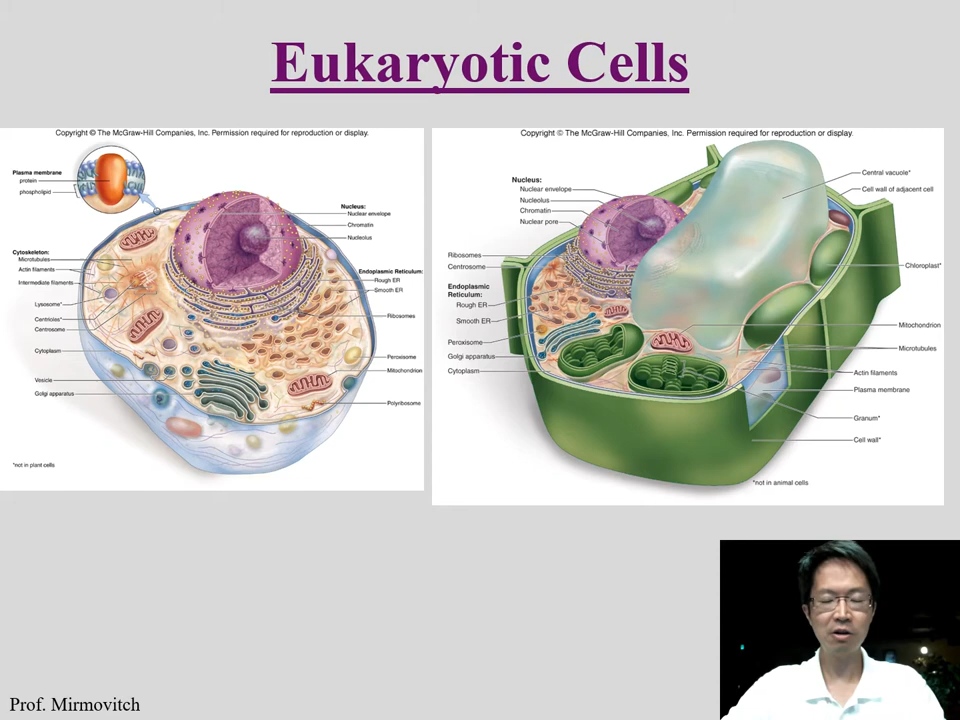 Eukaryotic Cells
Copyright © The McGraw-Hill Companies, Inc. Permission required for reproduction or display.
Plasma membrane
protein
phospholipid
Nucleus:
Nuclear envelope
Chromatin
Nucleolus
Cytoskeleton:
Microtubules
Actin filaments
Intermediate filaments
Endoplasmic Reticulum:
Rough ER
Smooth ER
Lysosome*
Ribosomes
Centrioles*
Centrosome
Cytoplasm
Peroxisome
Mitochondrion
Vesicle
Golgi apparatus
Polyribosome
*not in plant cells
Copyright © The McGraw-Hill Companies, Inc. Permission required for reproduction or display.
Nucleus:
Nuclear envelope
Nucleolus
Chromatin
Nuclear pore
Central vacuole*
Cell wall of adjacent cell
Ribosomes
Centrosome
Chloroplast*
Endoplasmic
Reticulum:
Rough ER
Smooth ER
Mitochondrion
Peroxisome
Microtubules
Golgi apparatus
Cytoplasm
Actin filaments
Plasma membrane
Granum*
Cell wall*
*not in animal cells
Prof. Mirmovitch